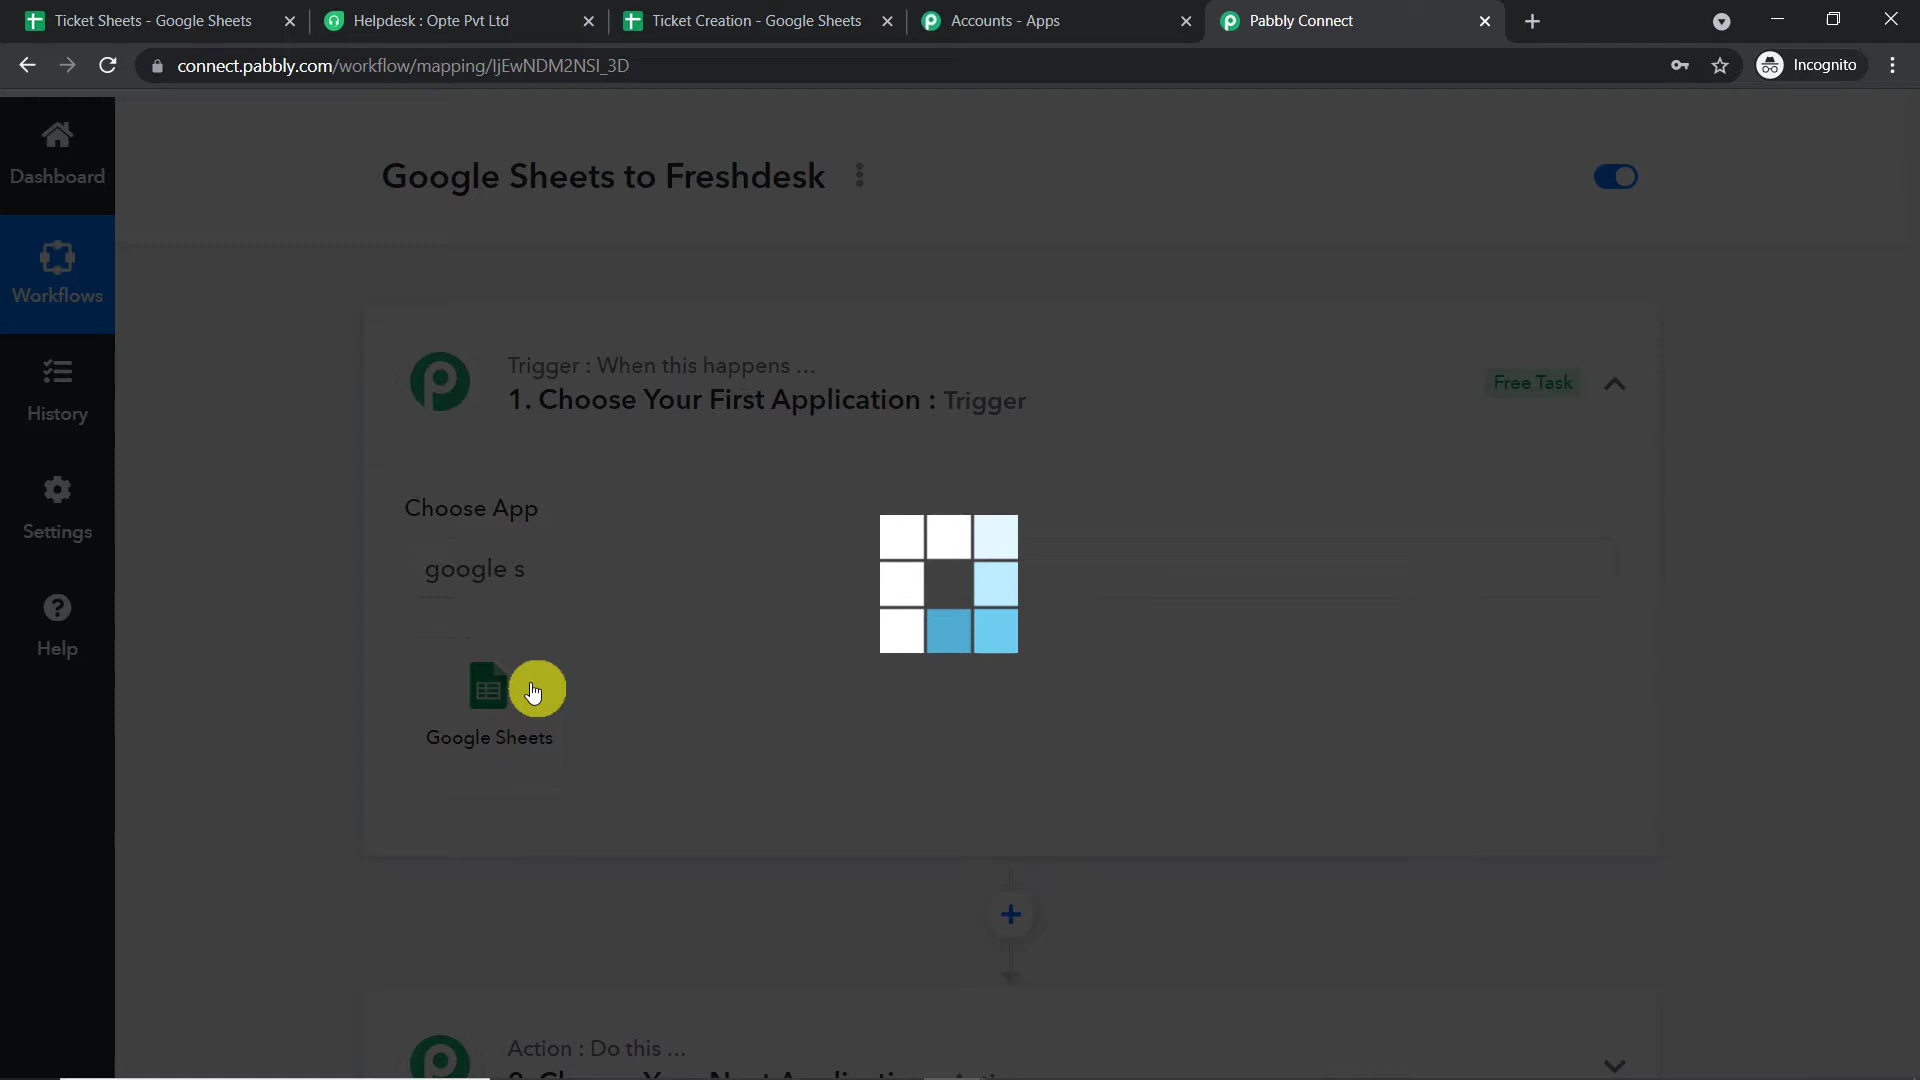 Ticket Sheets - Google Sheets
Helpdesk : Opte Pvt Ltd
Ticket Creation - Google Sheets
Accounts - Apps
Pabbly Connect
connect.pabbly.com/workflow/mapping/IjEwNDM2NSI_3D
Incognito
Dashboard
Workflows
History
Settings
Help
Google Sheets to Freshdesk
Trigger : When this happens ...
1. Choose Your First Application : Trigger
Free Task
Choose App
google s
Google Sheets
Action : Do this ...